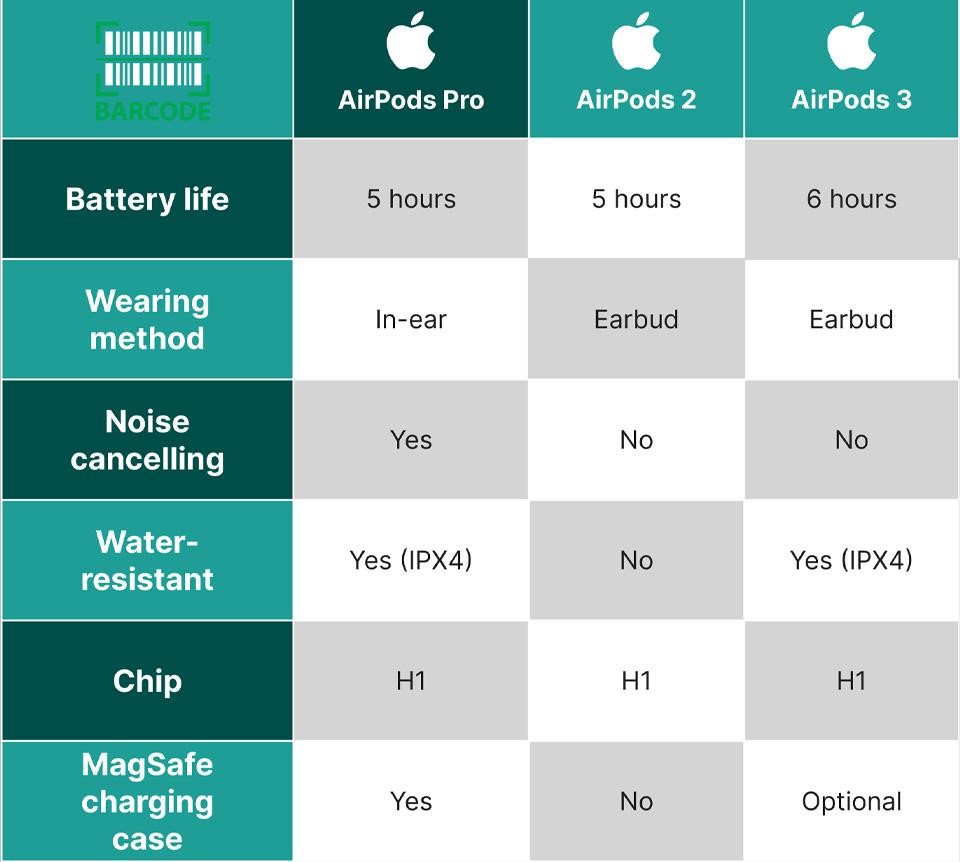 BARCODE
AirPods Pro
AirPods 2
AirPods 3
Battery life
5 hours
5 hours
6 hours
Wearing
method
In-ear
Earbud
Earbud
Noise
cancelling
Yes
No
No
Water-
resistant
Yes (IPX4)
No
Yes (IPX4)
Chip
H1
H1
H1
MagSafe
charging
case
Yes
No
Optional